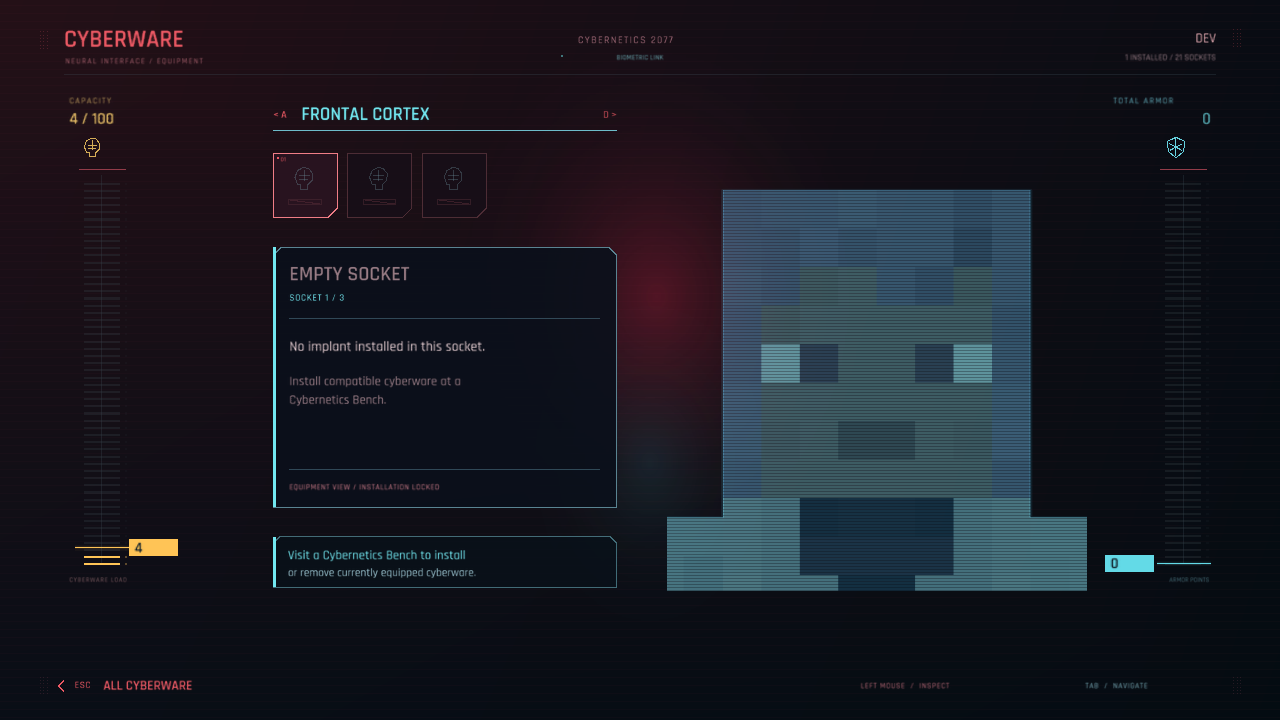 CYBERWARE
NEURAL INTERFACE / EQUIPMENT
CYBERNETICS 2077
BIOMETRIC LINK
DEV
1 INSTALLED / 21 SOCKETS
CAPACITY
4 / 100
TOTAL ARMOR
0
< A FRONTAL CORTEX D >
01
EMPTY SOCKET
SOCKET 1 / 3
No implant installed in this socket.
Install compatible cyberware at a
Cybernetics Bench.
EQUIPMENT VIEW / INSTALLATION LOCKED
Visit a Cybernetics Bench to install
or remove currently equipped cyberware.
4
CYBERWARE LOAD
0
ARMOR POINTS
ESC ALL CYBERWARE
LEFT MOUSE / INSPECT
TAB / NAVIGATE